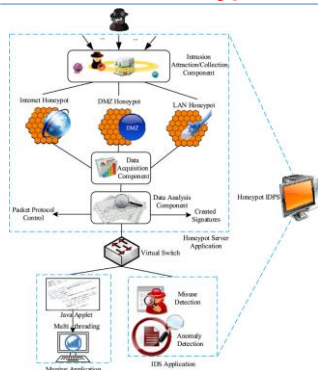 Intrusion
Attraction/Collection
Component
Internet Honeypot
DMZ Honeypot
LAN Honeypot
DMZ
Data
Acquisition
Component
Honeypot IDPS
Data Analysis
Component
Packet Protocol
Control
Created
Signatures
Honeypot Server
Application
Virtual Switch
Java Applet
Multi
Misuse
Detection
Anomaly
Detection
Monitor Application
IDS Application